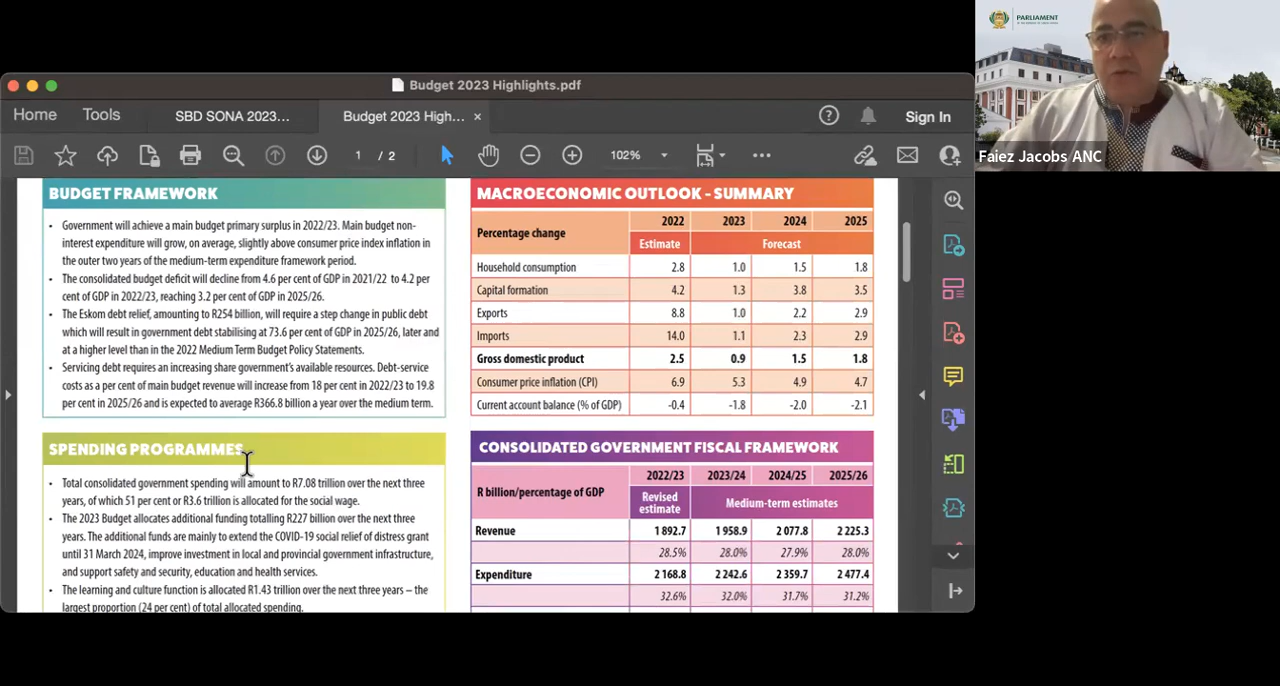 PARLIAMENT
Faiez Jacobs ANC
Budget 2023 Highlights.pdf
Home
Tools
SBD SONA 2023...
Budget 2023 High... ×
Sign In
1 / 2
102%
BUDGET FRAMEWORK
• Government will achieve a main budget primary surplus in 2022/23. Main budget non-
interest expenditure will grow, on average, slightly above consumer price index inflation in
the outer two years of the medium-term expenditure framework period.
• The consolidated budget deficit will decline from 4.6 per cent of GDP in 2021/22 to 4.2 per
cent of GDP in 2022/23, reaching 3.2 per cent of GDP in 2025/26.
• The Eskom debt relief, amounting to R254 billion, will require a step change in public debt
which will result in government debt stabilising at 73.6 per cent of GDP in 2025/26, later and
at a higher level than in the 2022 Medium Term Budget Policy Statements.
• Servicing debt requires an increasing share government's available resources. Debt-service
costs as a per cent of main budget revenue will increase from 18 per cent in 2022/23 to 19.8
per cent in 2025/26 and is expected to average R366.8 billion a year over the medium term.
SPENDING PROGRAMMES
• Total consolidated government spending will amount to R7.08 trillion over the next three
years, of which 51 per cent or R3.6 trillion is allocated for the social wage.
• The 2023 Budget allocates additional funding totalling R227 billion over the next three
years. The additional funds are mainly to extend the COVID-19 social relief of distress grant
until 31 March 2024, improve investment in local and provincial government infrastructure,
and support safety and security, education and health services.
• The learning and culture function is allocated R1.43 trillion over the next three years – the
largest proportion (24 per cent) of total allocated spending.
MACROECONOMIC OUTLOOK - SUMMARY
Percentage change 2022 2023 2024 2025
Estimate Forecast
Household consumption 2.8 1.0 1.5 1.8
Capital formation 4.2 1.3 3.8 3.5
Exports 8.8 1.0 2.2 2.9
Imports 14.0 1.1 2.3 2.9
Gross domestic product 2.5 0.9 1.5 1.8
Consumer price inflation (CPI) 6.9 5.3 4.9 4.7
Current account balance (% of GDP) -0.4 -1.8 -2.0 -2.1
CONSOLIDATED GOVERNMENT FISCAL FRAMEWORK
R billion/percentage of GDP 2022/23 2023/24 2024/25 2025/26
Revised estimate Medium-term estimates
Revenue 1 892.7 1 958.9 2 077.8 2 225.3
28.5% 28.0% 27.9% 28.0%
Expenditure 2 168.8 2 242.6 2 359.7 2 477.4
32.6% 32.0% 31.7% 31.2%